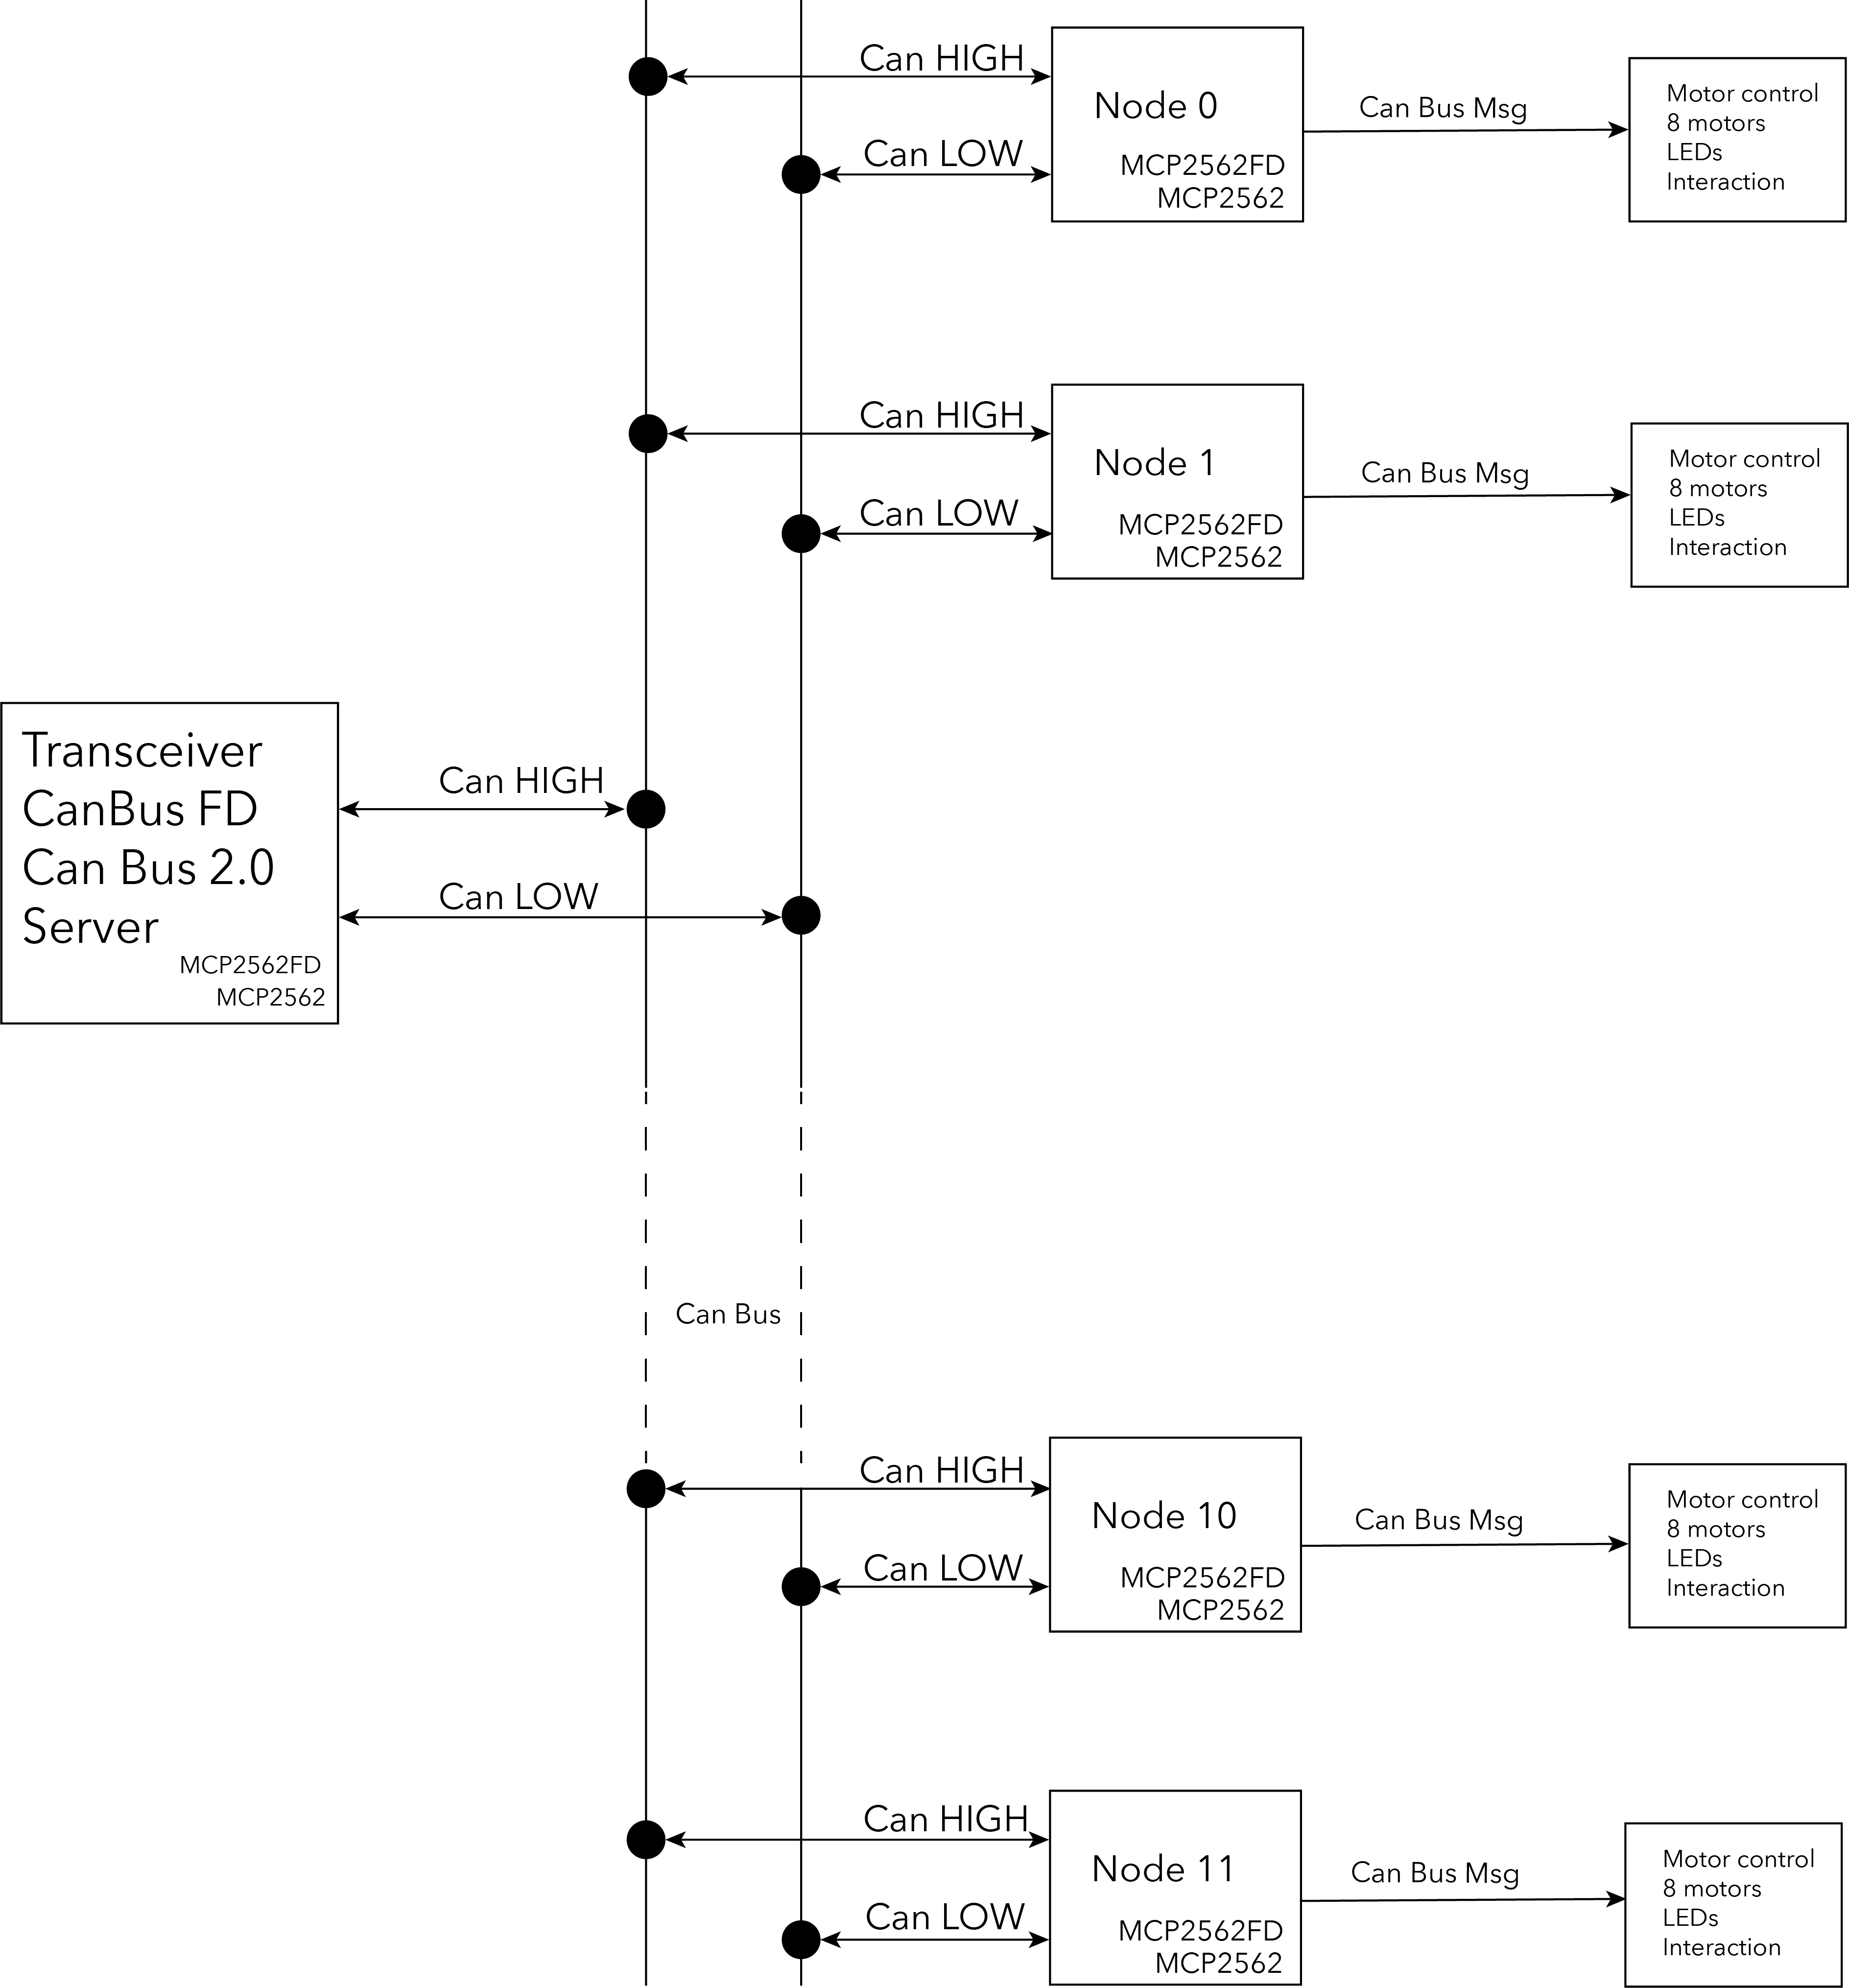 Can HIGH
Can LOW
Node 0
MCP2562FD
MCP2562
Can Bus Msg
Motor control
8 motors
LEDs
Interaction
Can HIGH
Can LOW
Node 1
MCP2562FD
MCP2562
Can Bus Msg
Motor control
8 motors
LEDs
Interaction
Transceiver
CanBus FD
Can Bus 2.0
Server
MCP2562FD
MCP2562
Can HIGH
Can LOW
Can Bus
Can HIGH
Can LOW
Node 10
MCP2562FD
MCP2562
Can Bus Msg
Motor control
8 motors
LEDs
Interaction
Can HIGH
Can LOW
Node 11
MCP2562FD
MCP2562
Can Bus Msg
Motor control
8 motors
LEDs
Interaction